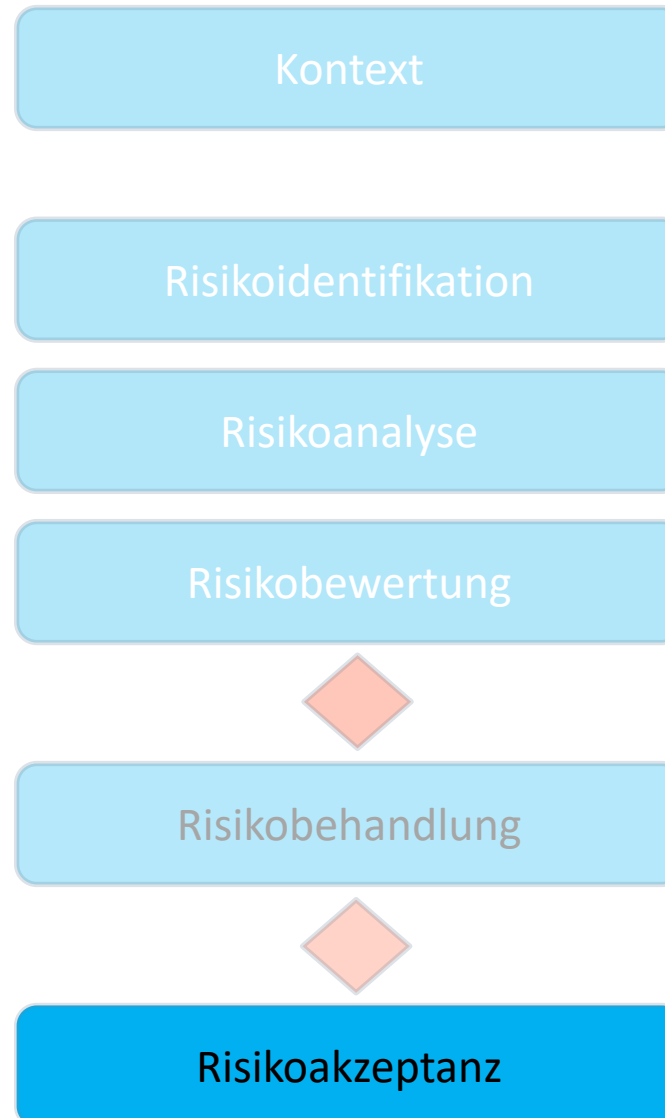 Kontext
Risikoidentifikation
Risikoanalyse
Risikobewertung
Risikobehandlung
Risikoakzeptanz